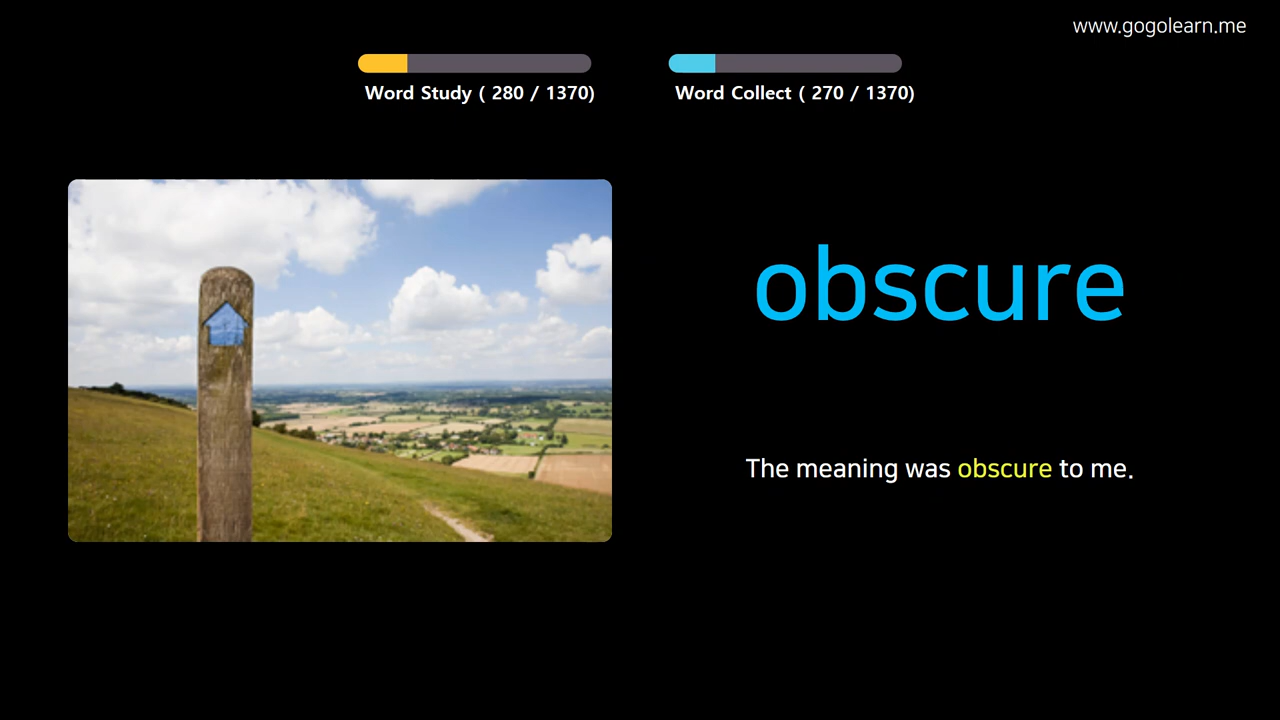 www.gogolearn.me
Word Study ( 280 / 1370)
Word Collect ( 270 / 1370)
obscure
The meaning was obscure to me.